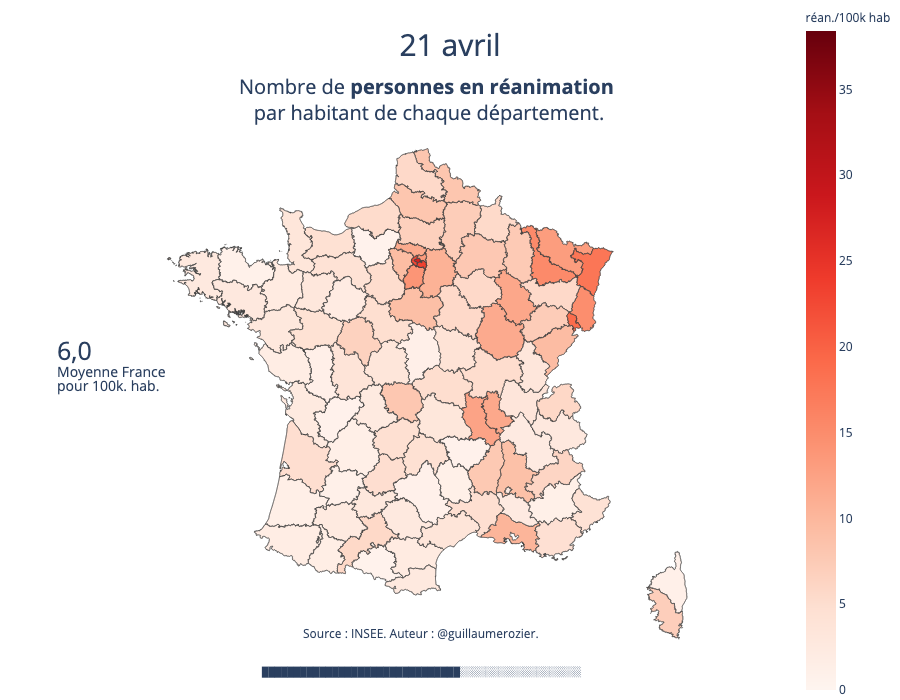 réan./100k hab
21 avril
Nombre de personnes en réanimation
par habitant de chaque département.
35
30
25
20
15
10
5
0
6,0
Moyenne France
pour 100k. hab.
Source : INSEE. Auteur : @guillaumerozier.